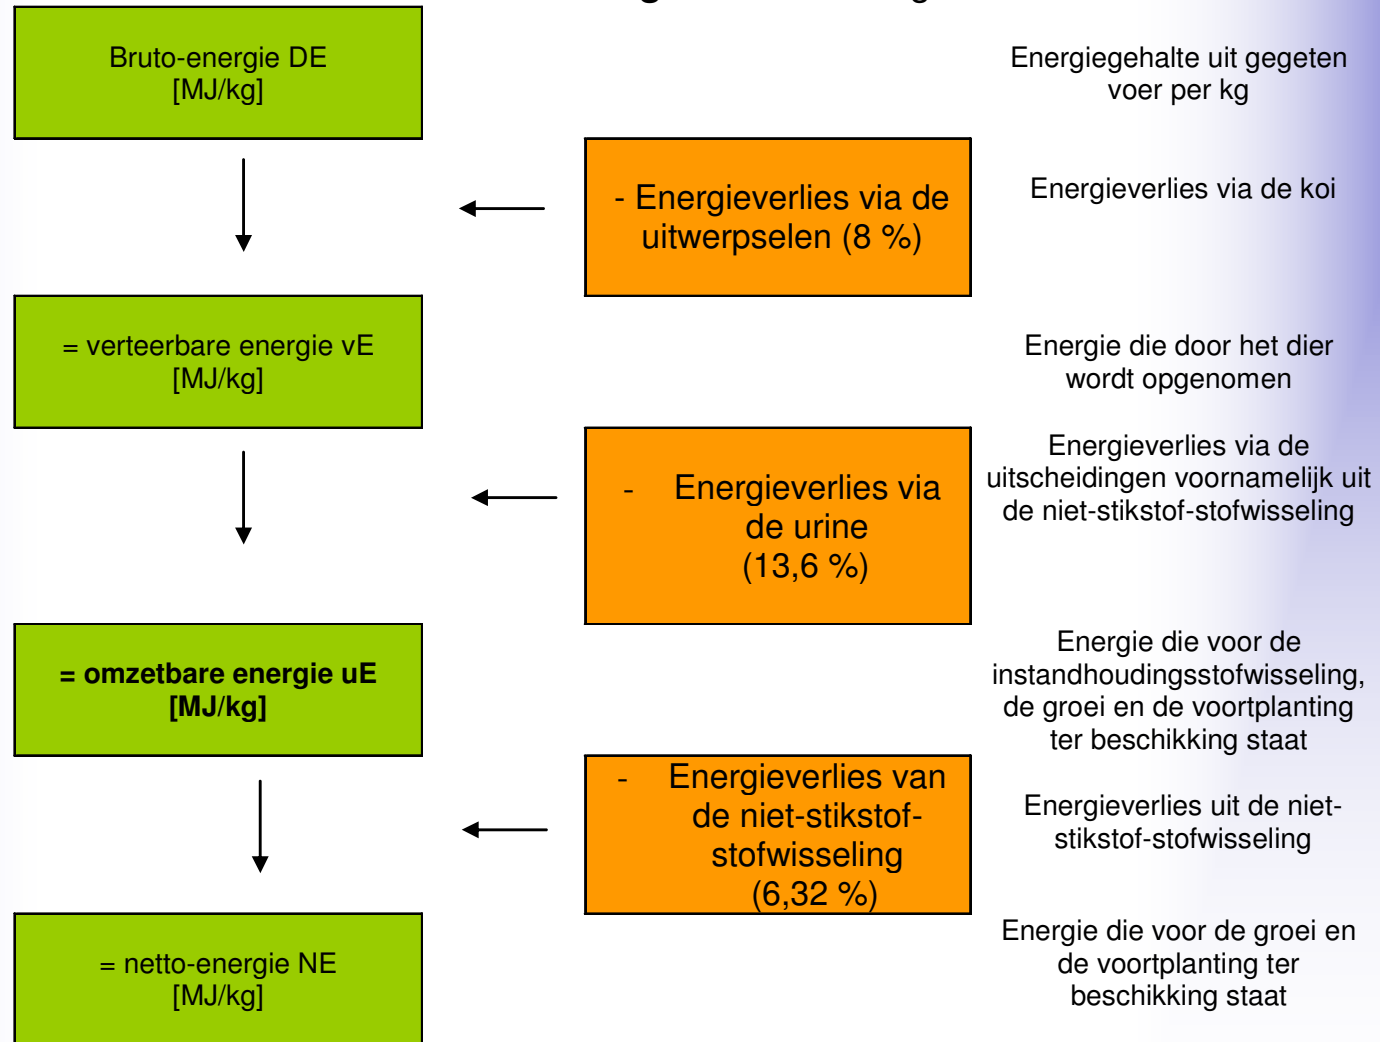 Bruto-energie DE
[MJ/kg]
Energiegehalte uit gegeten
voer per kg
- Energieverlies via de
uitwerpselen (8 %)
Energieverlies via de koi
= verteerbare energie vE
[MJ/kg]
Energie die door het dier
wordt opgenomen
- Energieverlies via
de urine
(13,6 %)
Energieverlies via de
uitscheidingen voornamelijk uit
de niet-stikstof-stofwisseling
= omzetbare energie uE
[MJ/kg]
Energie die voor de
instandhoudingsstofwisseling,
de groei en de voortplanting
ter beschikking staat
- Energieverlies van
de niet-stikstof-
stofwisseling
(6,32 %)
Energieverlies uit de niet-
stikstof-stofwisseling
= netto-energie NE
[MJ/kg]
Energie die voor de groei en
de voortplanting ter
beschikking staat